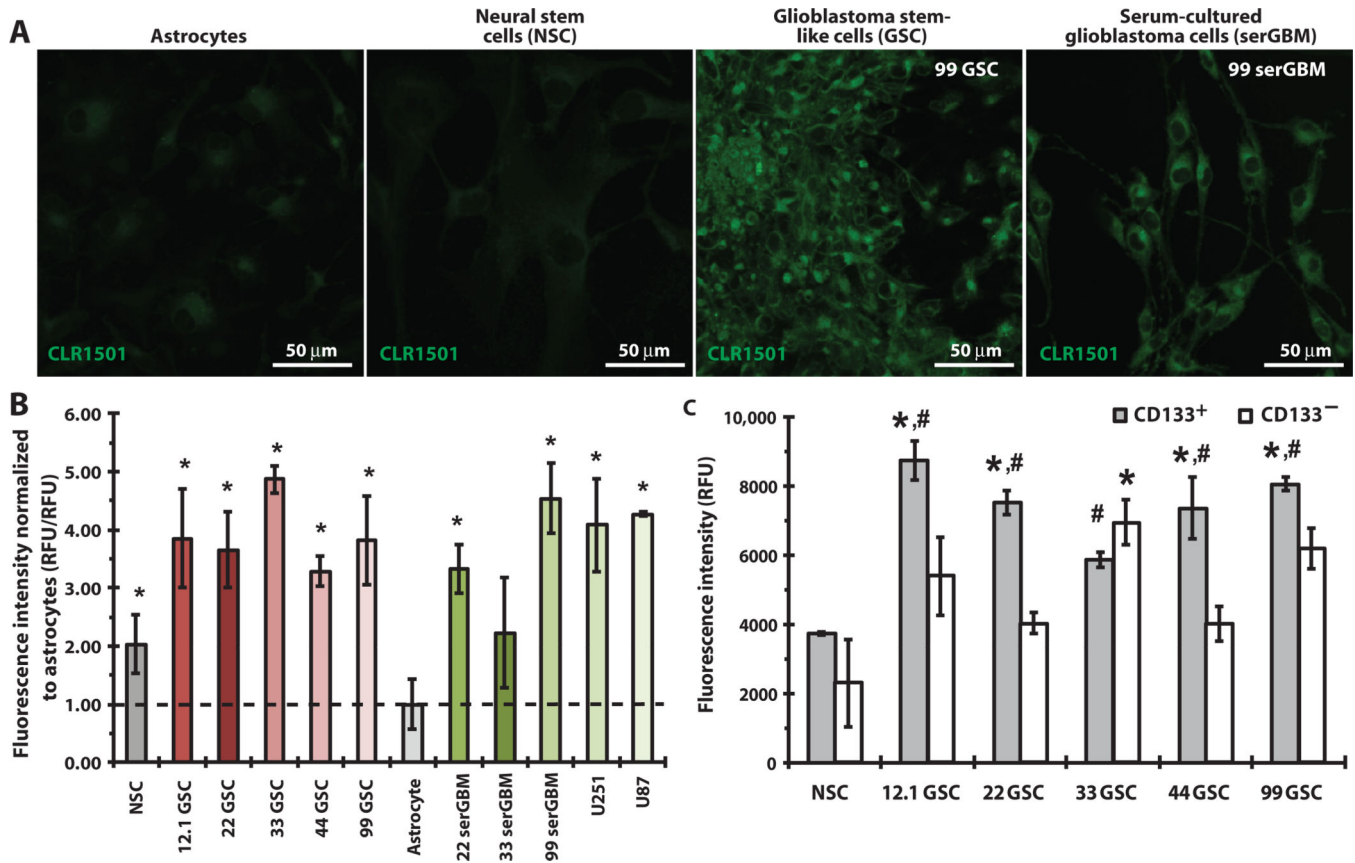 A
Astrocytes
Neural stem
cells (NSC)
Glioblastoma stem-
like cells (GSC)
Serum-cultured
glioblastoma cells (serGBM)
99 GSC
99 serGBM
CLR1501
50 μm
CLR1501
50 μm
CLR1501
50 μm
CLR1501
50 μm
B
Fluorescence intensity normalized
to astrocytes (RFU/RFU)
6.00
5.00
4.00
3.00
2.00
1.00
0.00
*
*
*
*
*
*
*
*
*
*
NSC
12.1 GSC
22 GSC
33 GSC
44 GSC
99 GSC
Astrocyte
22 serGBM
33 serGBM
99 serGBM
U251
U87
C
Fluorescence intensity (RFU)
10,000
8000
6000
4000
2000
0
CD133+
CD133−
*,#
*,#
#
*
*,#
*,#
NSC
12.1 GSC
22 GSC
33 GSC
44 GSC
99 GSC